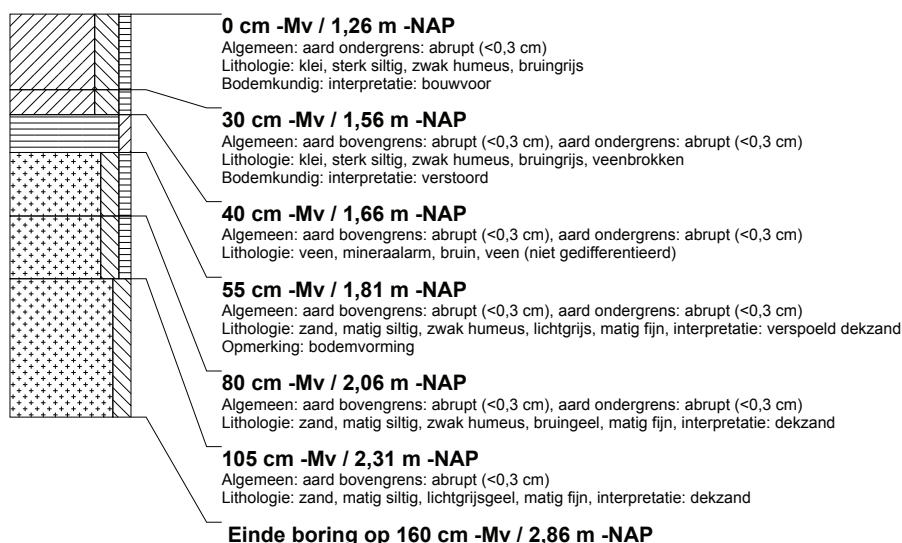 0 cm -Mv / 1,26 m -NAP
Algemeen: aard ondergrens: abrupt (<0,3 cm)
Lithologie: klei, sterk siltig, zwak humeus, bruingrijs
Bodemkundig: interpretatie: bouwvoor
30 cm -Mv / 1,56 m -NAP
Algemeen: aard bovengrens: abrupt (<0,3 cm), aard ondergrens: abrupt (<0,3 cm)
Lithologie: klei, sterk siltig, zwak humeus, bruingrijs, veenbrokken
Bodemkundig: interpretatie: verstoord
40 cm -Mv / 1,66 m -NAP
Algemeen: aard bovengrens: abrupt (<0,3 cm), aard ondergrens: abrupt (<0,3 cm)
Lithologie: veen, mineraalarm, bruin, veen (niet gedifferentieerd)
55 cm -Mv / 1,81 m -NAP
Algemeen: aard bovengrens: abrupt (<0,3 cm), aard ondergrens: abrupt (<0,3 cm)
Lithologie: zand, matig siltig, zwak humeus, lichtgrijs, matig fijn, interpretatie: verspoeld dekzand
Opmerking: bodemvorming
80 cm -Mv / 2,06 m -NAP
Algemeen: aard bovengrens: abrupt (<0,3 cm), aard ondergrens: abrupt (<0,3 cm)
Lithologie: zand, matig siltig, zwak humeus, bruingeel, matig fijn, interpretatie: dekzand
105 cm -Mv / 2,31 m -NAP
Algemeen: aard bovengrens: abrupt (<0,3 cm)
Lithologie: zand, matig siltig, lichtgrijsgeel, matig fijn, interpretatie: dekzand
Einde boring op 160 cm -Mv / 2,86 m -NAP